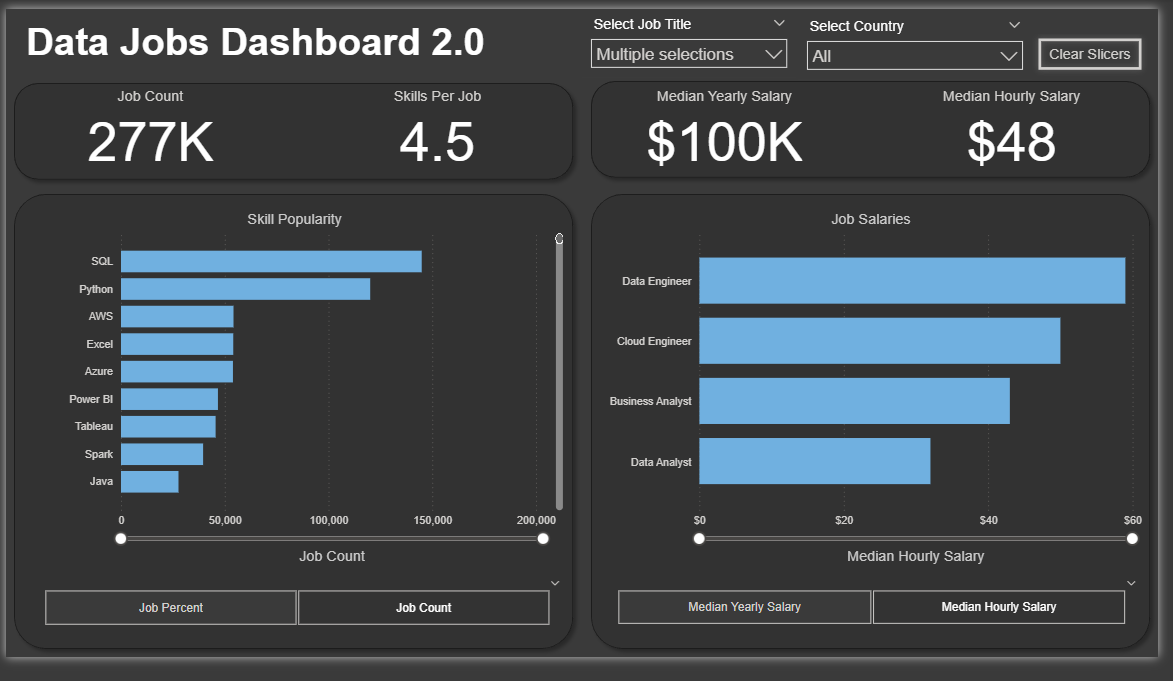 Data Jobs Dashboard 2.0
Select Job Title
Multiple selections
Select Country
All
Clear Slicers
Job Count
277K
Skills Per Job
4.5
Median Yearly Salary
$100K
Median Hourly Salary
$48
Skill Popularity
SQL
Python
AWS
Excel
Azure
Power BI
Tableau
Spark
Java
0 50,000 100,000 150,000 200,000
Job Count
Job Percent
Job Count
Job Salaries
Data Engineer
Cloud Engineer
Business Analyst
Data Analyst
$0 $20 $40 $60
Median Hourly Salary
Median Yearly Salary
Median Hourly Salary